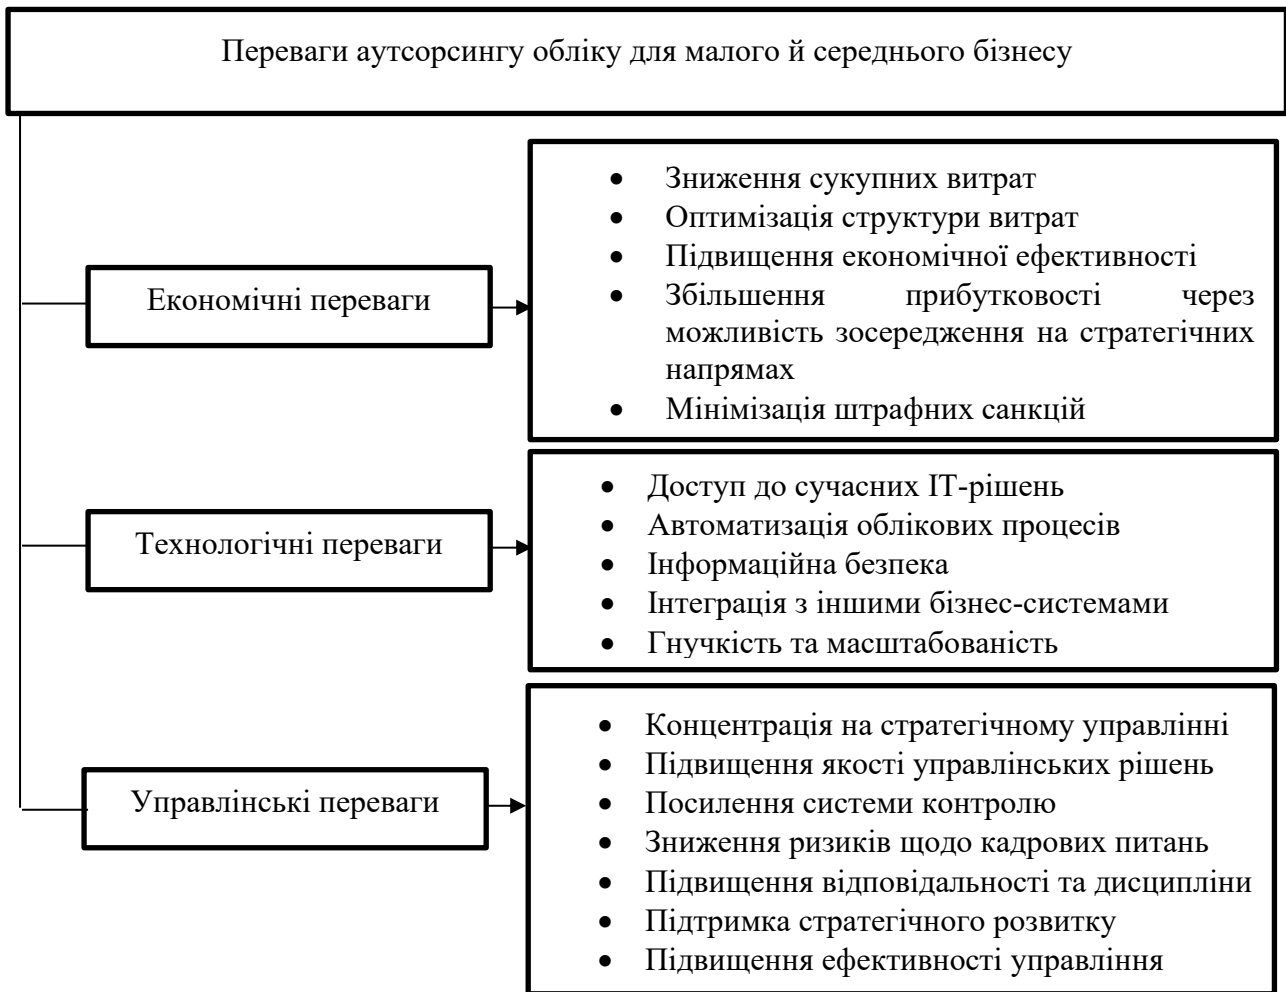 Переваги аутсорсингу обліку для малого й середнього бізнесу
Економічні переваги
• Зниження сукупних витрат
• Оптимізація структури витрат
• Підвищення економічної ефективності
• Збільшення прибутковості через
можливість зосередження на стратегічних
напрямах
• Мінімізація штрафних санкцій
Технологічні переваги
• Доступ до сучасних ІТ-рішень
• Автоматизація облікових процесів
• Інформаційна безпека
• Інтеграція з іншими бізнес-системами
• Гнучкість та масштабованість
Управлінські переваги
• Концентрація на стратегічному управлінні
• Підвищення якості управлінських рішень
• Посилення системи контролю
• Зниження ризиків щодо кадрових питань
• Підвищення відповідальності та дисципліни
• Підтримка стратегічного розвитку
• Підвищення ефективності управління